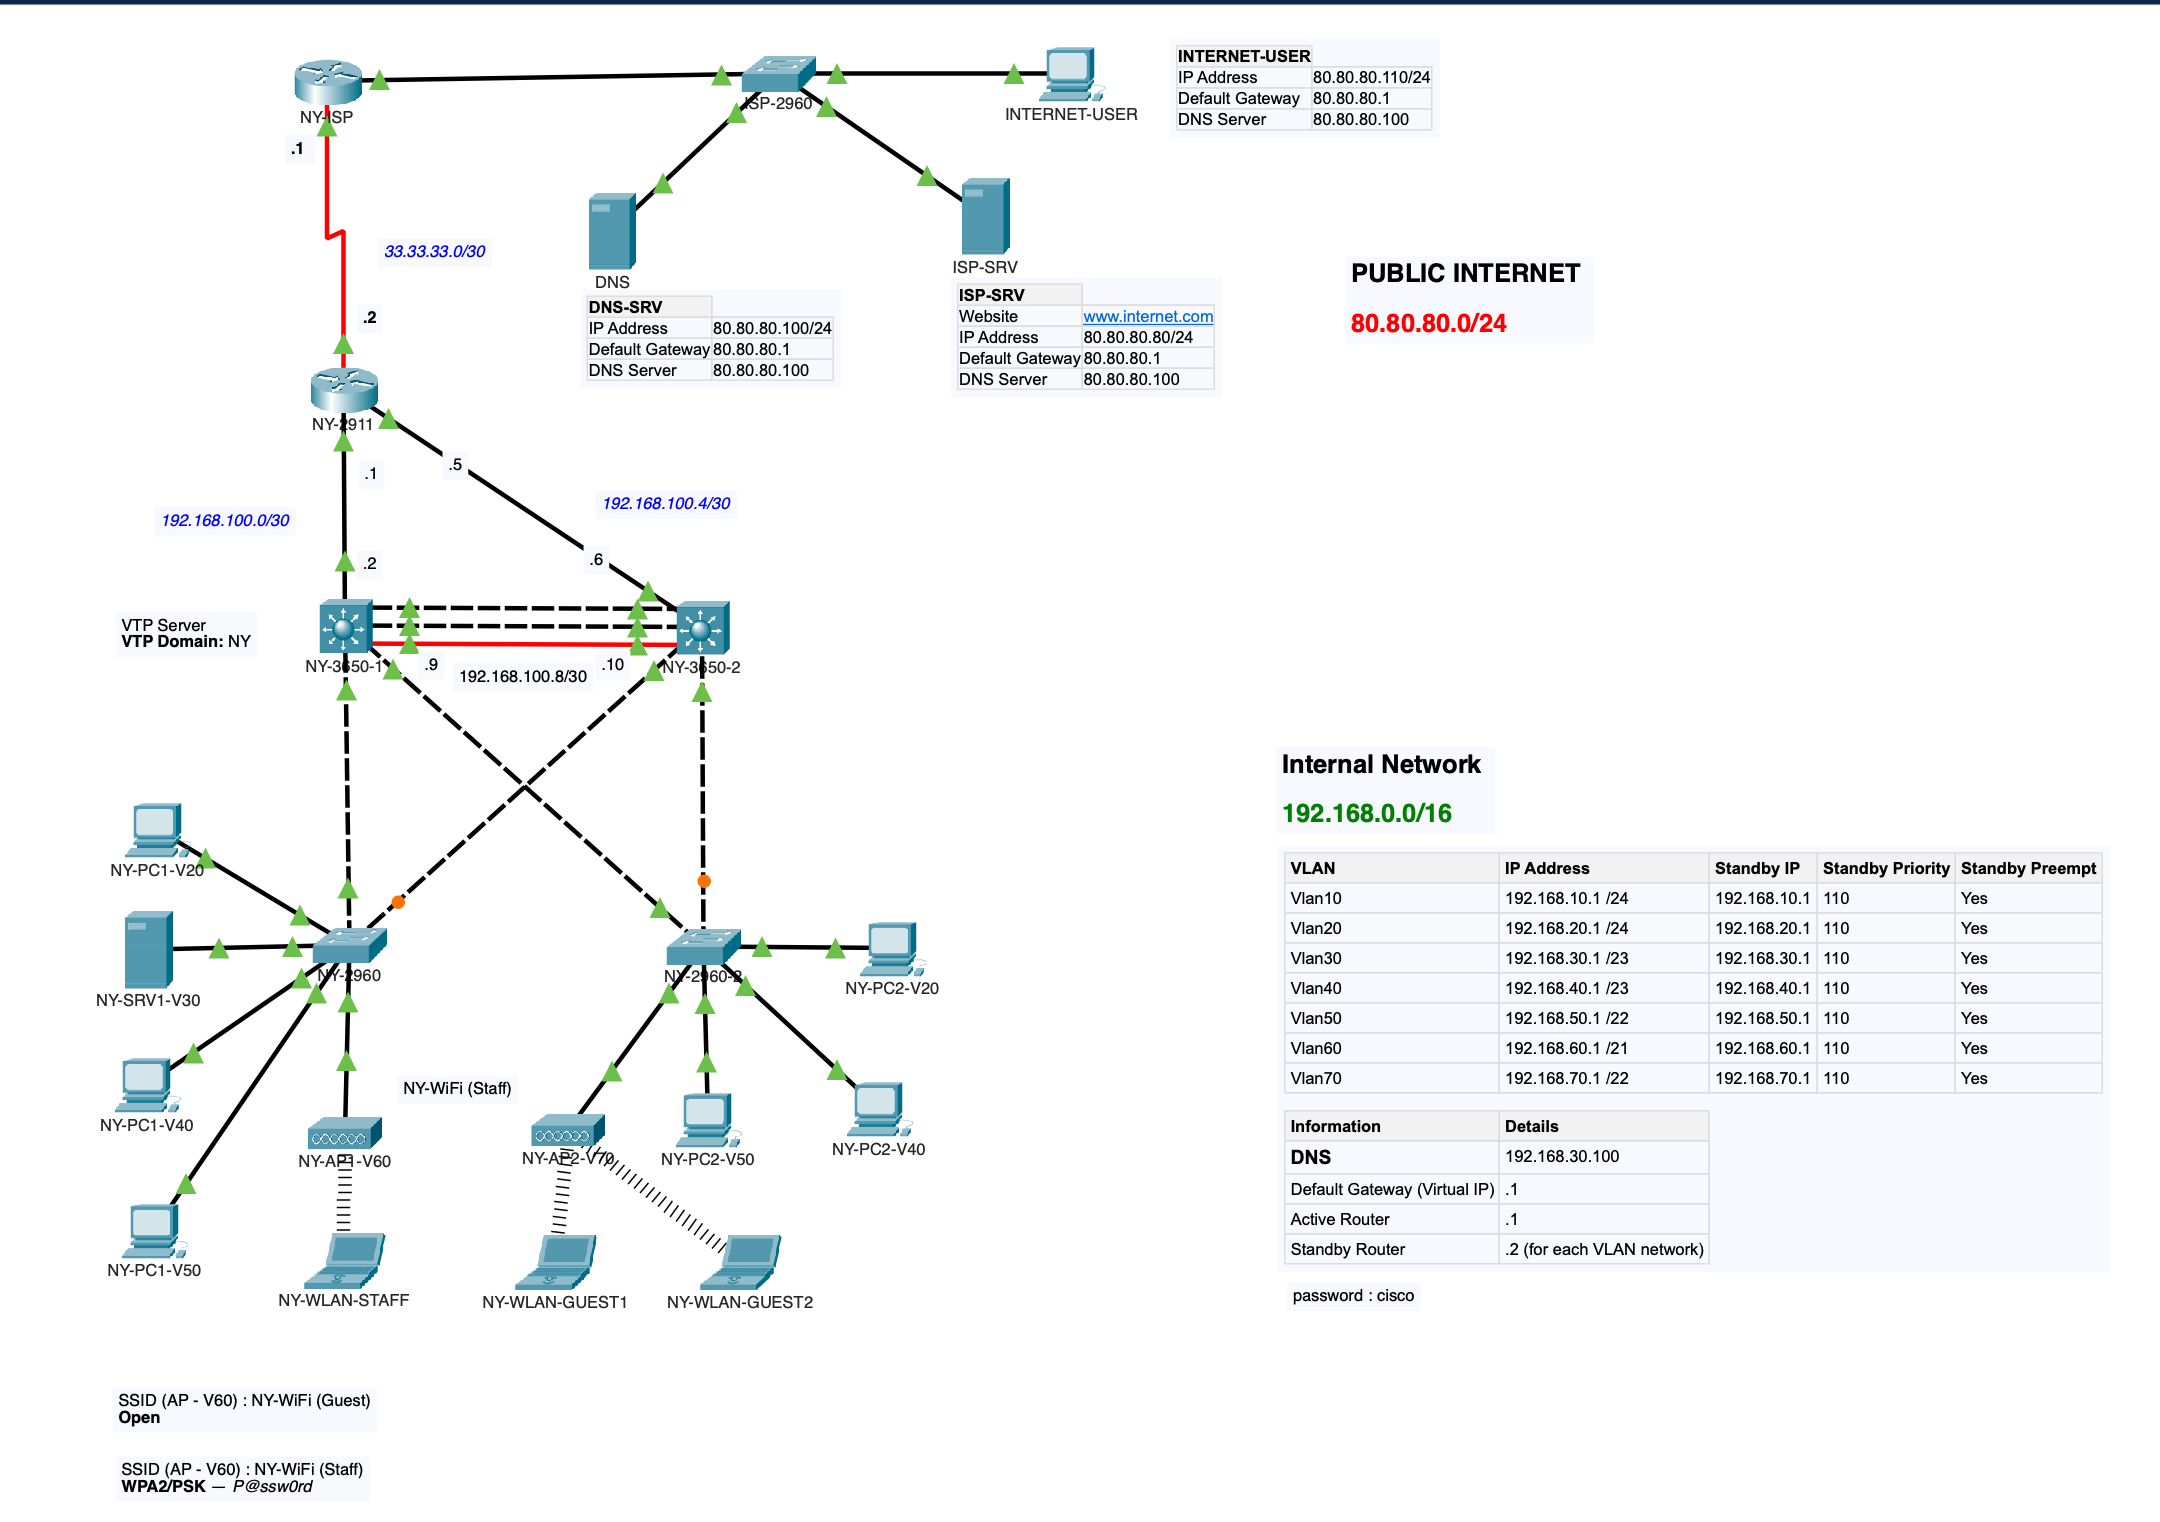 NY-ISP
.1
ISP-2960
INTERNET-USER
INTERNET-USER
IP Address 80.80.80.110/24
Default Gateway 80.80.80.1
DNS Server 80.80.80.100
33.33.33.0/30
.2
DNS
DNS-SRV
IP Address 80.80.80.100/24
Default Gateway 80.80.80.1
DNS Server 80.80.80.100
ISP-SRV
ISP-SRV
Website www.internet.com
IP Address 80.80.80.80/24
Default Gateway 80.80.80.1
DNS Server 80.80.80.100
PUBLIC INTERNET
80.80.80.0/24
NY-2911
.1
.5
192.168.100.0/30
192.168.100.4/30
.2
.6
VTP Server
VTP Domain: NY
NY-3650-1
.9
192.168.100.8/30
.10
NY-3650-2
NY-PC1-V20
NY-SRV1-V30
NY-2960
NY-2960-2
NY-PC2-V20
NY-PC1-V40
NY-WiFi (Staff)
NY-AP1-V60
NY-AP2-V70
NY-PC2-V50
NY-PC2-V40
NY-PC1-V50
NY-WLAN-STAFF
NY-WLAN-GUEST1
NY-WLAN-GUEST2
Internal Network
192.168.0.0/16
VLAN IP Address Standby IP Standby Priority Standby Preempt
Vlan10 192.168.10.1 /24 192.168.10.1 110 Yes
Vlan20 192.168.20.1 /24 192.168.20.1 110 Yes
Vlan30 192.168.30.1 /23 192.168.30.1 110 Yes
Vlan40 192.168.40.1 /23 192.168.40.1 110 Yes
Vlan50 192.168.50.1 /22 192.168.50.1 110 Yes
Vlan60 192.168.60.1 /21 192.168.60.1 110 Yes
Vlan70 192.168.70.1 /22 192.168.70.1 110 Yes
Information Details
DNS 192.168.30.100
Default Gateway (Virtual IP) .1
Active Router .1
Standby Router .2 (for each VLAN network)
password : cisco
SSID (AP - V60) : NY-WiFi (Guest)
Open
SSID (AP - V60) : NY-WiFi (Staff)
WPA2/PSK — P@ssw0rd